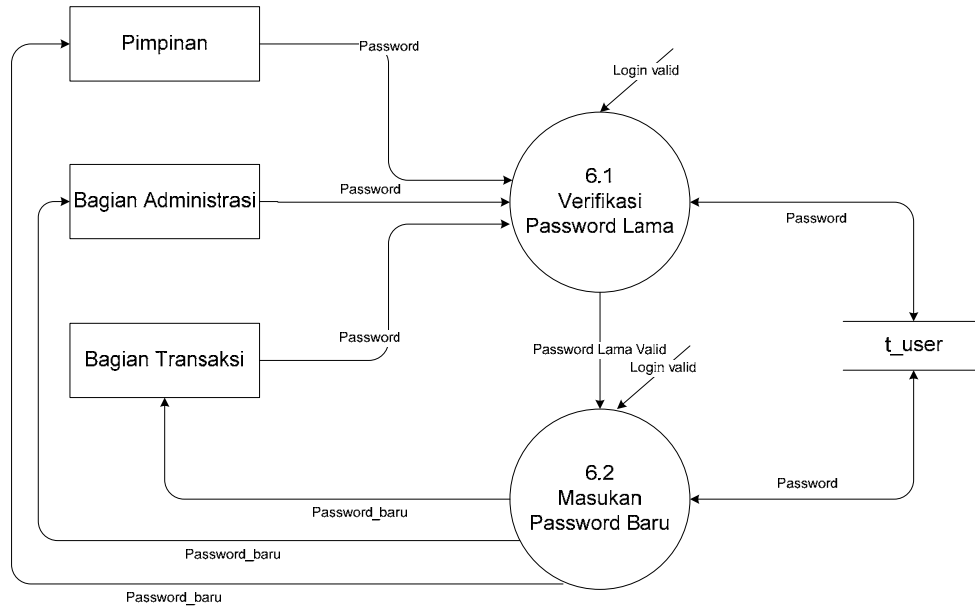 Pimpinan
Password
Login valid
6.1
Verifikasi
Password Lama
Bagian Administrasi
Password
Password
Bagian Transaksi
Password
Password Lama Valid
Login valid
t_user
6.2
Masukan
Password Baru
Password
Password_baru
Password_baru
Password_baru